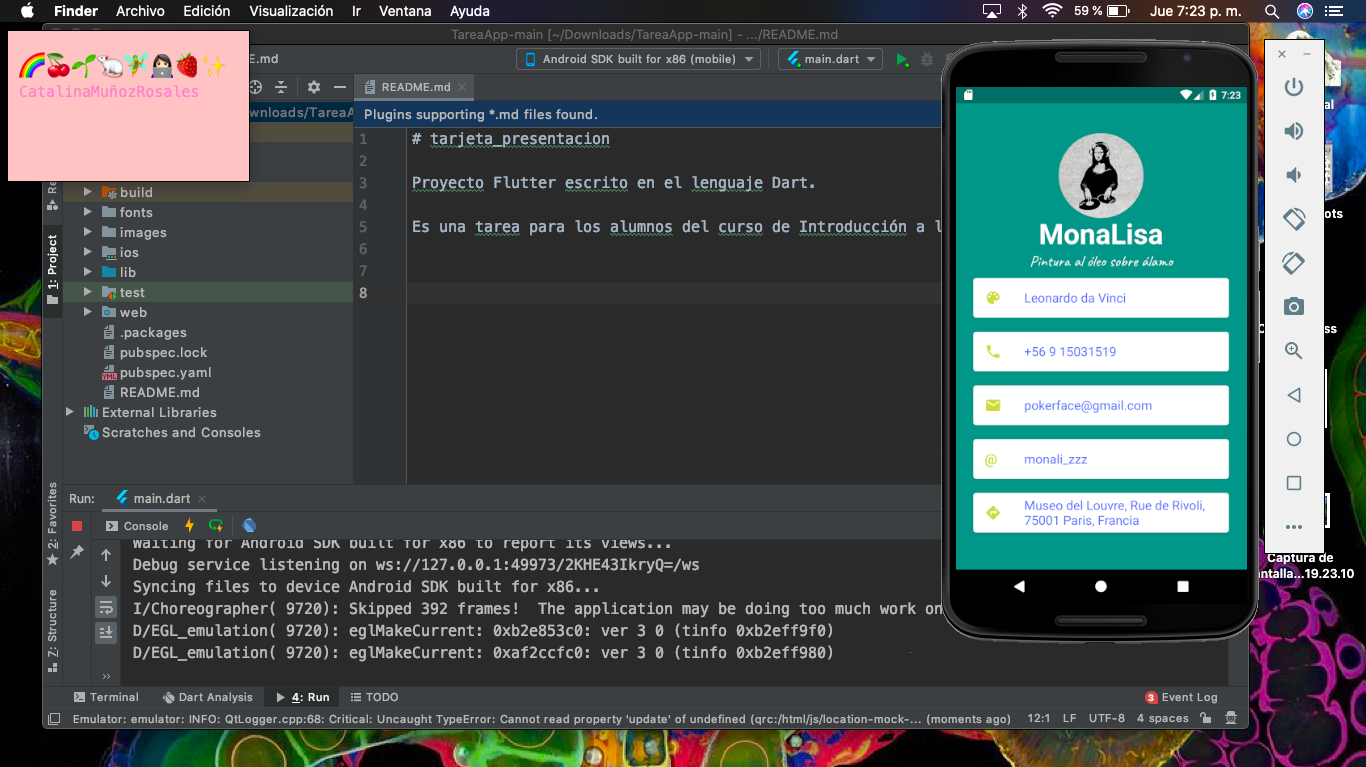 Finder Archivo Edición Visualización Ir Ventana Ayuda 59 % Jue 7:23 p. m.
TareaApp-main [~/Downloads/TareaApp-main] - .../README.md
CatalinaMuñozRosales
E.md
Android SDK built for x86 (mobile)
main.dart
README.md
wnloads/TareaA
Plugins supporting *.md files found.
1: Project
build
fonts
images
ios
lib
test
web
.packages
pubspec.lock
pubspec.yaml
README.md
External Libraries
Scratches and Consoles
1 # tarjeta_presentacion
2
3 Proyecto Flutter escrito en el lenguaje Dart.
4
5 Es una tarea para los alumnos del curso de Introducción a l
6
7
8
7:23
MonaLisa
Pintura al óleo sobre álamo
Leonardo da Vinci
+56 9 15031519
pokerface@gmail.com
@ monali_zzz
Museo del Louvre, Rue de Rivoli,
75001 Paris, Francia
al
ots
ss
Captura de
ntalla...19.23.10
2: Favorites
Z: Structure
Run: main.dart
Console
Waiting for Android SDK built for x86 to report its views...
Debug service listening on ws://127.0.0.1:49973/2KHE43IkryQ=/ws
Syncing files to device Android SDK built for x86...
I/Choreographer( 9720): Skipped 392 frames!  The application may be doing too much work on
D/EGL_emulation( 9720): eglMakeCurrent: 0xb2e853c0: ver 3 0 (tinfo 0xb2eff9f0)
D/EGL_emulation( 9720): eglMakeCurrent: 0xaf2ccfc0: ver 3 0 (tinfo 0xb2eff980)
Terminal Dart Analysis 4: Run TODO 3 Event Log
Emulator: emulator: INFO: QtLogger.cpp:68: Critical: Uncaught TypeError: Cannot read property 'update' of undefined (qrc:/html/js/location-mock-... (moments ago) 12:1 LF UTF-8 4 spaces